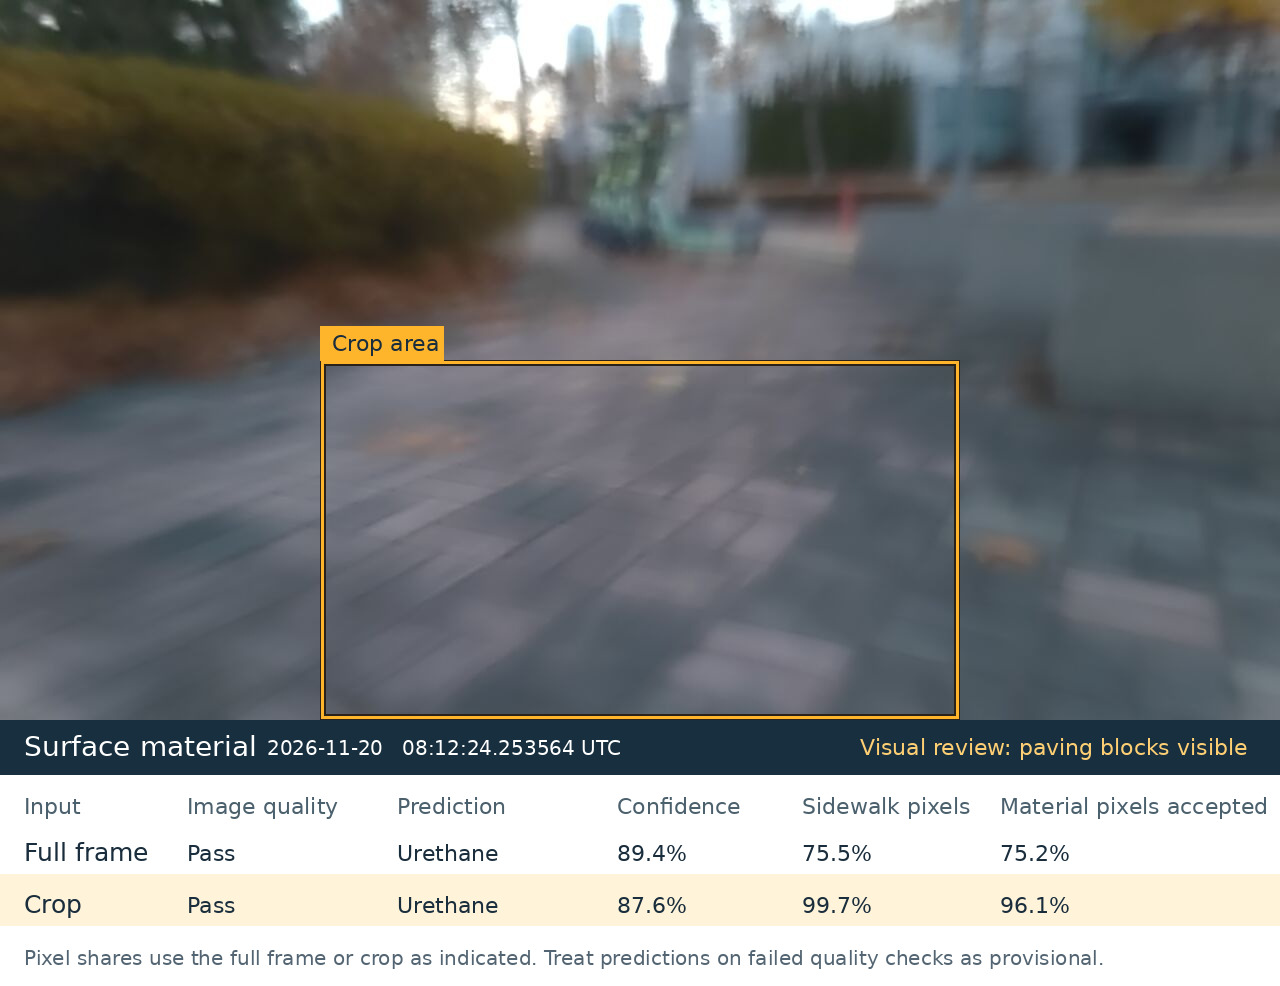 Crop area
Surface material 2026-11-20 08:12:24.253564 UTC Visual review: paving blocks visible
Input Image quality Prediction Confidence Sidewalk pixels Material pixels accepted
Full frame Pass Urethane 89.4% 75.5% 75.2%
Crop Pass Urethane 87.6% 99.7% 96.1%
Pixel shares use the full frame or crop as indicated. Treat predictions on failed quality checks as provisional.